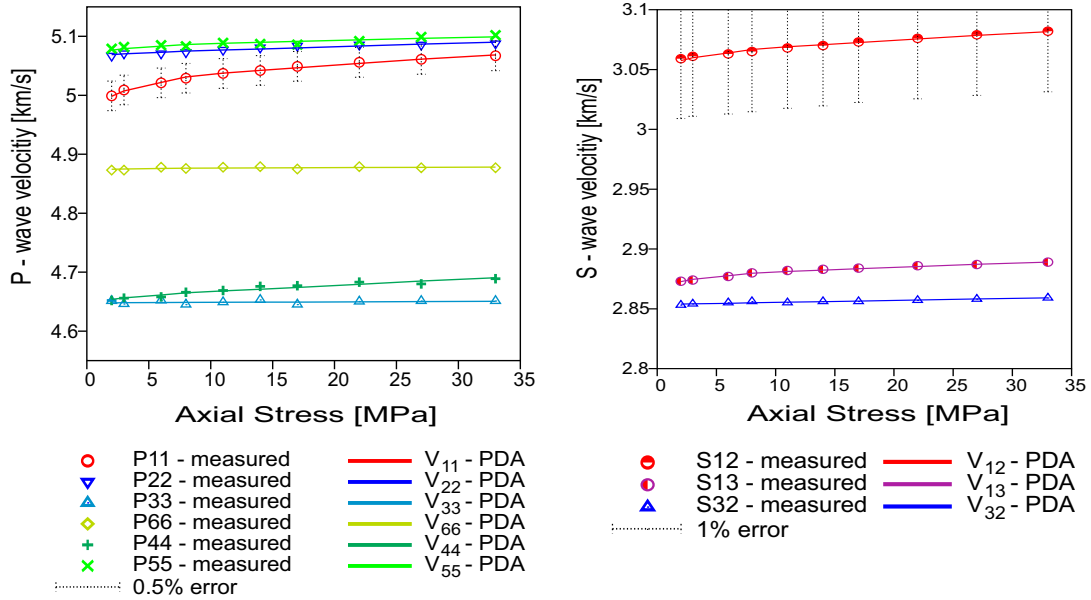 5.1
5
4.9
4.8
4.7
4.6
P - wave velocitiy [km/s]
0 5 10 15 20 25 30 35
Axial Stress [MPa]
P11 - measured V11 - PDA
P22 - measured V22 - PDA
P33 - measured V33 - PDA
P66 - measured V66 - PDA
P44 - measured V44 - PDA
P55 - measured V55 - PDA
0.5% error
3.1
3.05
3
2.95
2.9
2.85
2.8
S - wave velocitiy [km/s]
0 5 10 15 20 25 30 35
Axial Stress [MPa]
S12 - measured V12 - PDA
S13 - measured V13 - PDA
S32 - measured V32 - PDA
1% error